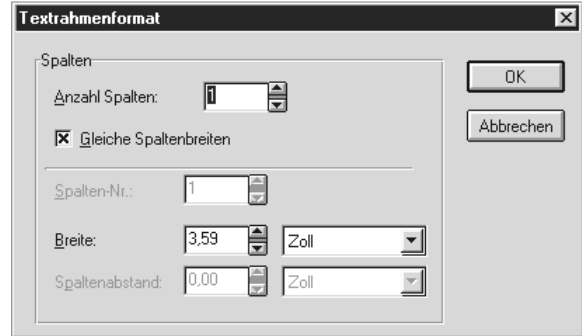 Textrahmenformat
Spalten
Anzahl Spalten: 1
Gleiche Spaltenbreiten
Spalten-Nr.: 1
Breite: 3,59 Zoll
Spaltenabstand: 0,00 Zoll
OK
Abbrechen